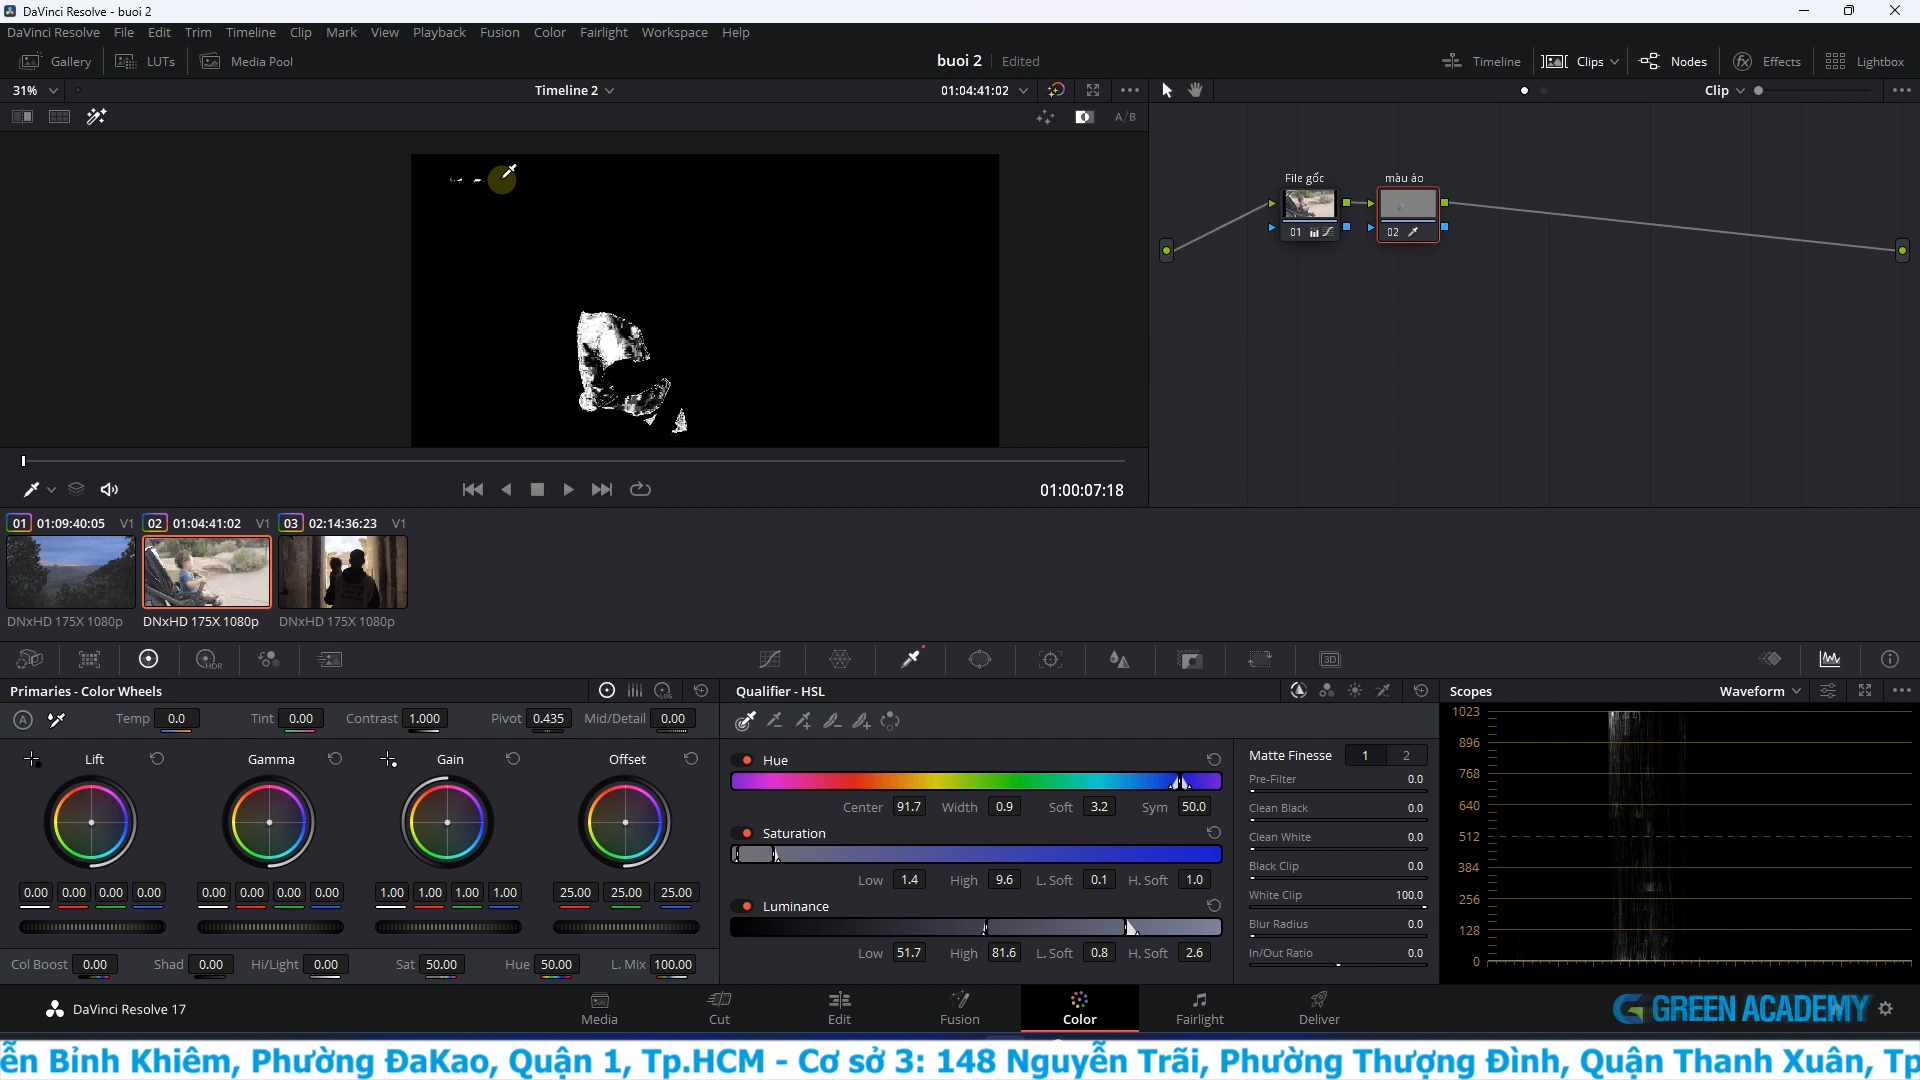 DaVinci Resolve - buoi 2
DaVinci Resolve File Edit Trim Timeline Clip Mark View Playback Fusion Color Fairlight Workspace Help
Gallery LUTs Media Pool buoi 2 Edited Timeline Clips Nodes Effects Lightbox
31% Timeline 2 01:04:41:02 Clip
A/B
File gốc màu áo
01 02
01:00:07:18
01 01:09:40:05 V1 02 01:04:41:02 V1 03 02:14:36:23 V1
DNxHD 175X 1080p DNxHD 175X 1080p DNxHD 175X 1080p
HDR 3D
Primaries - Color Wheels LOG Qualifier - HSL Scopes Waveform
A Temp 0.0 Tint 0.00 Contrast 1.000 Pivot 0.435 Mid/Detail 0.00
Lift Gamma Gain Offset
0.00 0.00 0.00 0.00 0.00 0.00 0.00 0.00 1.00 1.00 1.00 1.00 25.00 25.00 25.00
Col Boost 0.00 Shad 0.00 Hi/Light 0.00 Sat 50.00 Hue 50.00 L. Mix 100.00
Hue
Center 91.7 Width 0.9 Soft 3.2 Sym 50.0
Saturation
Low 1.4 High 9.6 L. Soft 0.1 H. Soft 1.0
Luminance
Low 51.7 High 81.6 L. Soft 0.8 H. Soft 2.6
Matte Finesse 1 2
Pre-Filter 0.0
Clean Black 0.0
Clean White 0.0
Black Clip 0.0
White Clip 100.0
Blur Radius 0.0
In/Out Ratio 0.0
1023
896
768
640
512
384
256
128
0
DaVinci Resolve 17 Media Cut Edit Fusion Color Fairlight Deliver
GREEN ACADEMY
ễn Bỉnh Khiêm, Phường ĐaKao, Quận 1, Tp.HCM - Cơ sở 3: 148 Nguyễn Trãi, Phường Thượng Đình, Quận Thanh Xuân, Tp